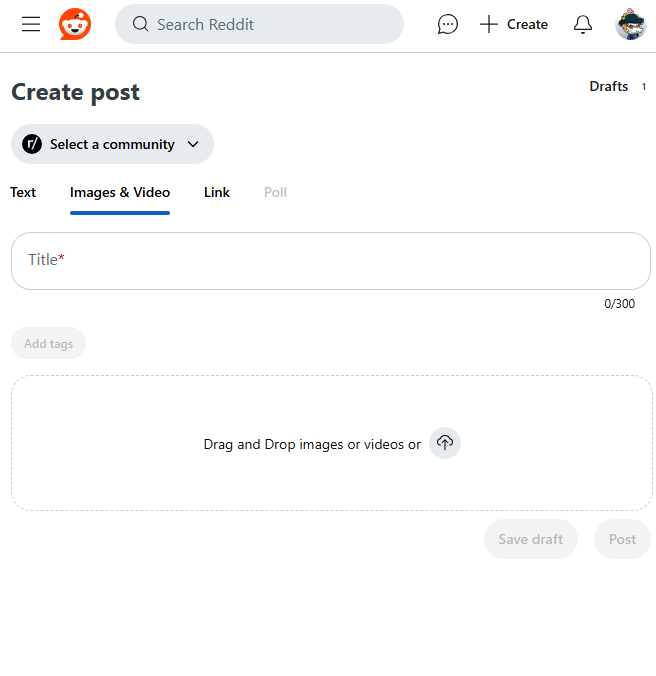 Search Reddit
Create
Create post
Drafts 1
r/ Select a community
Text Images & Video Link Poll
Title*
0/300
Add tags
Drag and Drop images or videos or
Save draft Post